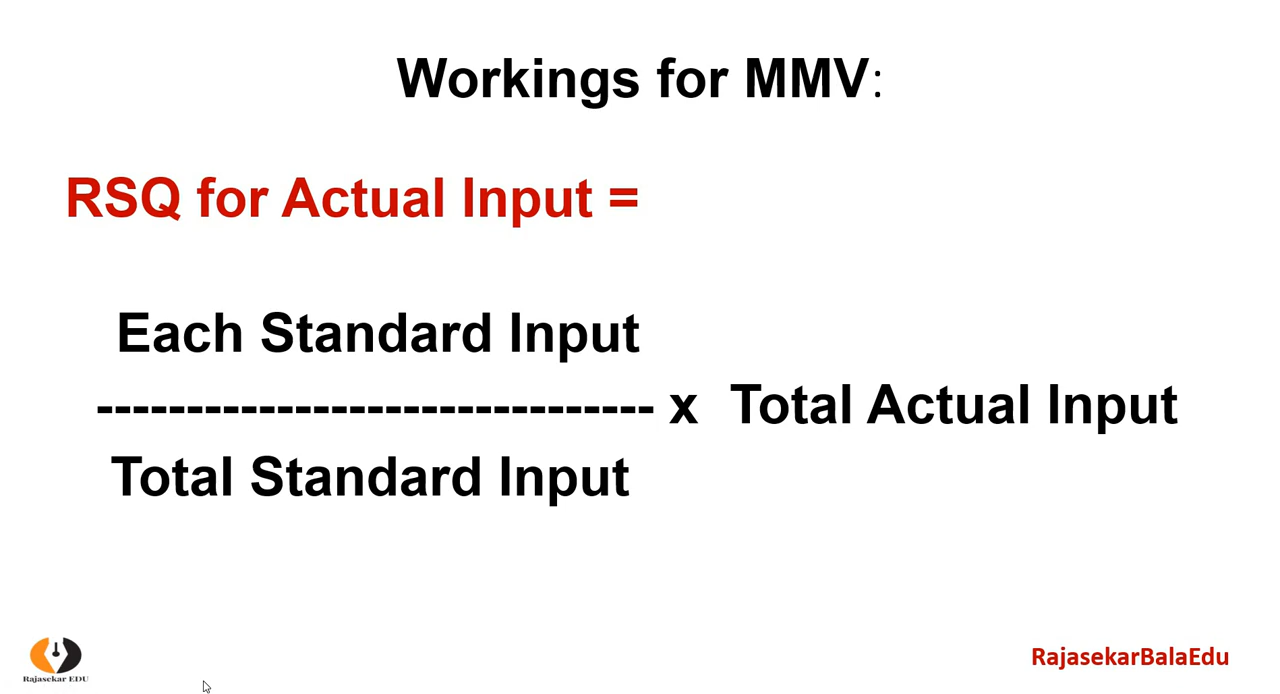 Workings for MMV:
RSQ for Actual Input =
Each Standard Input
------------------------------- x Total Actual Input
Total Standard Input
Rajasekar EDU
RajasekarBalaEdu